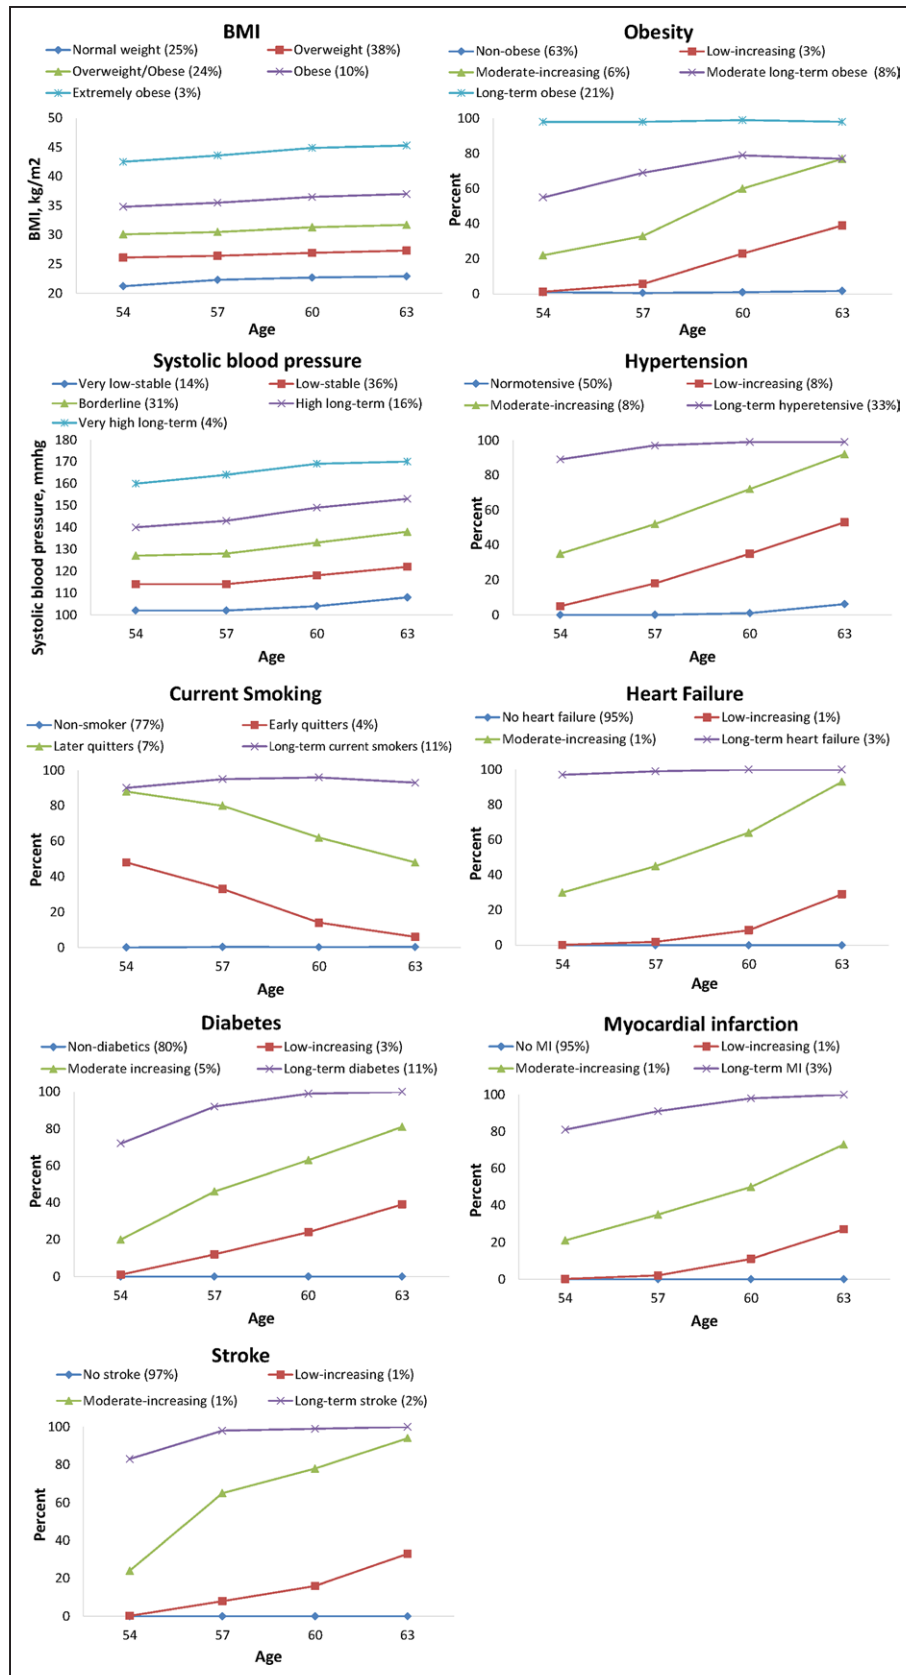 BMI
Normal weight (25%) Overweight (38%)
Overweight/Obese (24%) Obese (10%)
Extremely obese (3%)
50
45
40
35
30
25
20
BMI, kg/m2
54 57 60 63
Age
Obesity
Non-obese (63%) Low-increasing (3%)
Moderate-increasing (6%) Moderate long-term obese (8%)
Long-term obese (21%)
100
80
60
40
20
0
Percent
54 57 60 63
Age
Systolic blood pressure
Very low-stable (14%) Low-stable (36%)
Borderline (31%) High long-term (16%)
Very high long-term (4%)
180
170
160
150
140
130
120
110
100
Systolic blood pressure, mmhg
54 57 60 63
Age
Hypertension
Normotensive (50%) Low-increasing (8%)
Moderate-increasing (8%) Long-term hyperetensive (33%)
100
80
60
40
20
0
Percent
54 57 60 63
Age
Current Smoking
Non-smoker (77%) Early quitters (4%)
Later quitters (7%) Long-term current smokers (11%)
100
80
60
40
20
0
Percent
54 57 60 63
Age
Heart Failure
No heart failure (95%) Low-increasing (1%)
Moderate-increasing (1%) Long-term heart failure (3%)
100
80
60
40
20
0
Percent
54 57 60 63
Age
Diabetes
Non-diabetics (80%) Low-increasing (3%)
Moderate increasing (5%) Long-term diabetes (11%)
100
80
60
40
20
0
Percent
54 57 60 63
Age
Myocardial infarction
No MI (95%) Low-increasing (1%)
Moderate-increasing (1%) Long-term MI (3%)
100
80
60
40
20
0
Percent
54 57 60 63
Age
Stroke
No stroke (97%) Low-increasing (1%)
Moderate-increasing (1%) Long-term stroke (2%)
100
80
60
40
20
0
Percent
54 57 60 63
Age